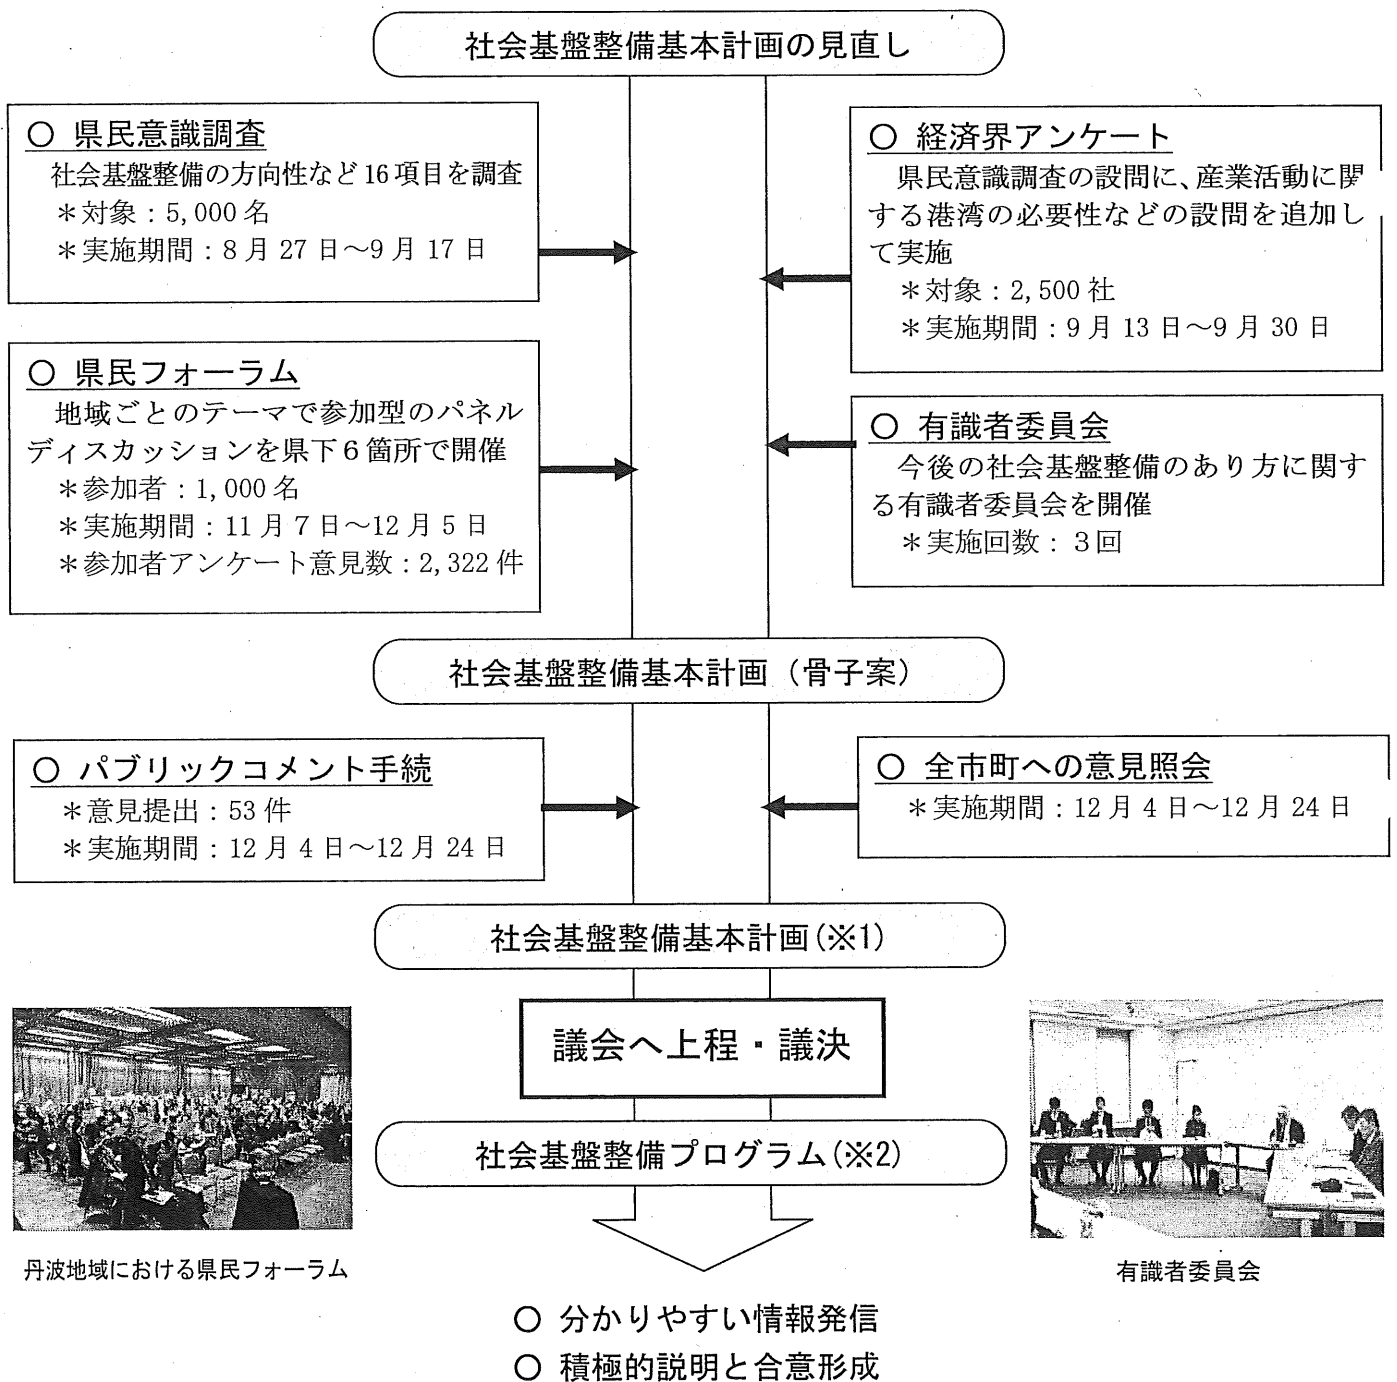 社会基盤整備基本計画の見直し
○ 県民意識調査
社会基盤整備の方向性など16項目を調査
＊対象：5,000名
＊実施期間：8月27日～9月17日
○ 経済界アンケート
県民意識調査の設問に、産業活動に関
する港湾の必要性などの設問を追加し
て実施
＊対象：2,500社
＊実施期間：9月13日～9月30日
○ 県民フォーラム
地域ごとのテーマで参加型のパネル
ディスカッションを県下6箇所で開催
＊参加者：1,000名
＊実施期間：11月7日～12月5日
＊参加者アンケート意見数：2,322件
○ 有識者委員会
今後の社会基盤整備のあり方に関す
る有識者委員会を開催
＊実施回数：3回
社会基盤整備基本計画（骨子案）
○ パブリックコメント手続
＊意見提出：53件
＊実施期間：12月4日～12月24日
○ 全市町への意見照会
＊実施期間：12月4日～12月24日
社会基盤整備基本計画(※1)
議会へ上程・議決
社会基盤整備プログラム(※2)
丹波地域における県民フォーラム
有識者委員会
○ 分かりやすい情報発信
○ 積極的説明と合意形成